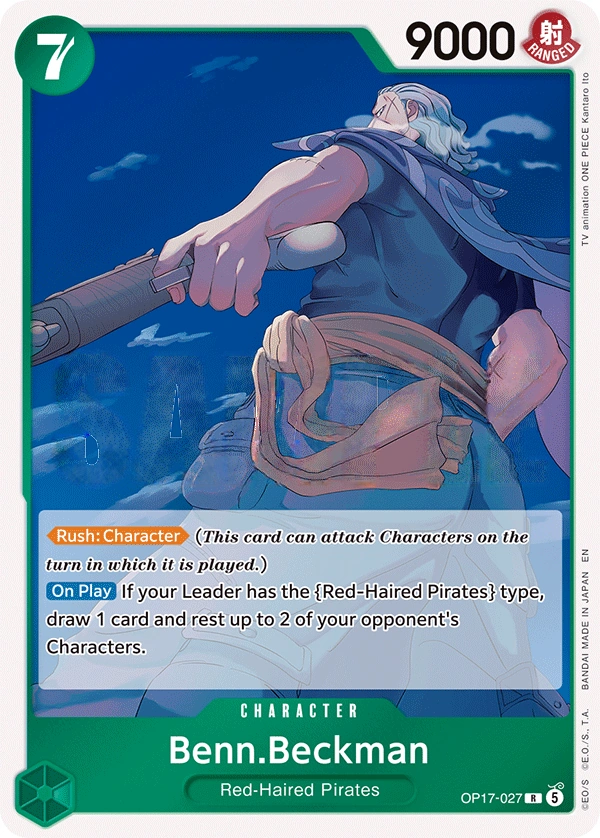 7
9000
射
RANGED
TV animation ONE PIECE Kantaro Ito
SAMPLE
Rush: Character (This card can attack Characters on the
turn in which it is played.)
On Play If your Leader has the {Red-Haired Pirates} type,
draw 1 card and rest up to 2 of your opponent's
Characters.
CHARACTER
Benn.Beckman
Red-Haired Pirates
OP17-027 R 5
©EO/S ©E.O./S., T.A. BANDAI MADE IN JAPAN EN